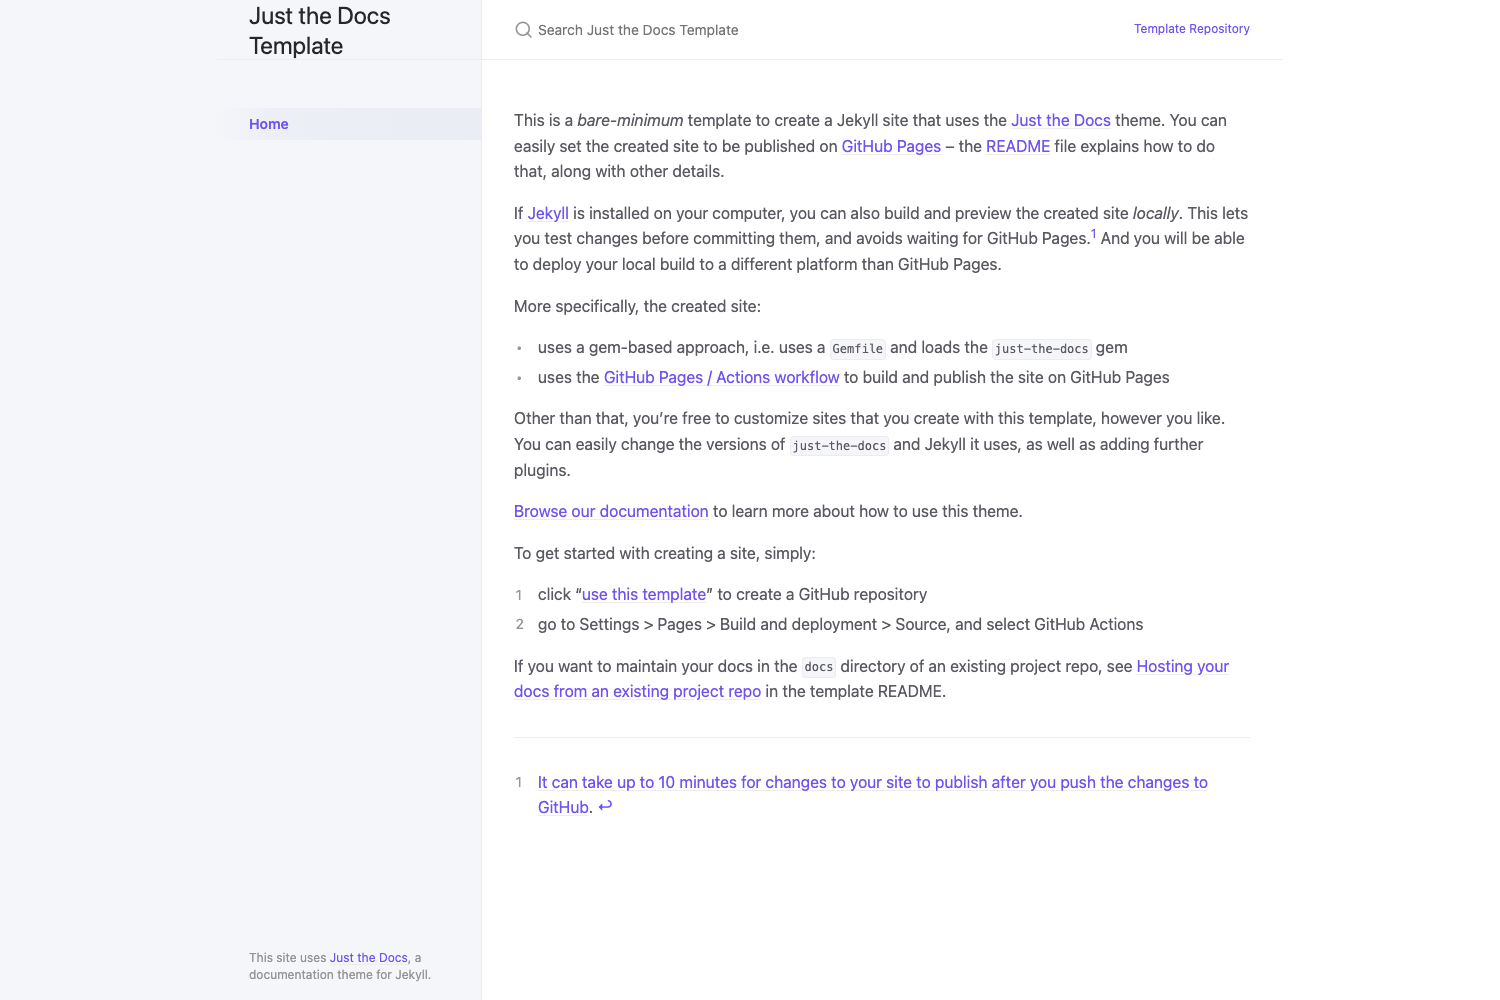 Just the Docs
Template
Search Just the Docs Template
Template Repository
Home
This is a bare-minimum template to create a Jekyll site that uses the Just the Docs theme. You can
easily set the created site to be published on GitHub Pages – the README file explains how to do
that, along with other details.
If Jekyll is installed on your computer, you can also build and preview the created site locally. This lets
you test changes before committing them, and avoids waiting for GitHub Pages.1 And you will be able
to deploy your local build to a different platform than GitHub Pages.
More specifically, the created site:
• uses a gem-based approach, i.e. uses a Gemfile and loads the just-the-docs gem
• uses the GitHub Pages / Actions workflow to build and publish the site on GitHub Pages
Other than that, you’re free to customize sites that you create with this template, however you like.
You can easily change the versions of just-the-docs and Jekyll it uses, as well as adding further
plugins.
Browse our documentation to learn more about how to use this theme.
To get started with creating a site, simply:
1 click “use this template” to create a GitHub repository
2 go to Settings > Pages > Build and deployment > Source, and select GitHub Actions
If you want to maintain your docs in the docs directory of an existing project repo, see Hosting your
docs from an existing project repo in the template README.
1 It can take up to 10 minutes for changes to your site to publish after you push the changes to
GitHub. ↩
This site uses Just the Docs, a
documentation theme for Jekyll.